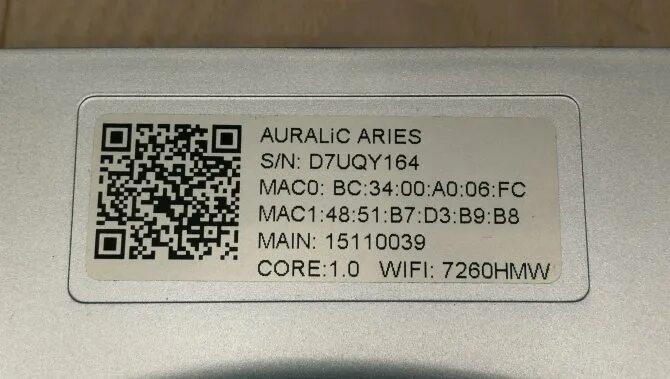 AURALiC ARIES
S/N: D7UQY164
MAC0: BC:34:00:A0:06:FC
MAC1:48:51:B7:D3:B9:B8
MAIN: 15110039
CORE:1.0 WIFI: 7260HMW